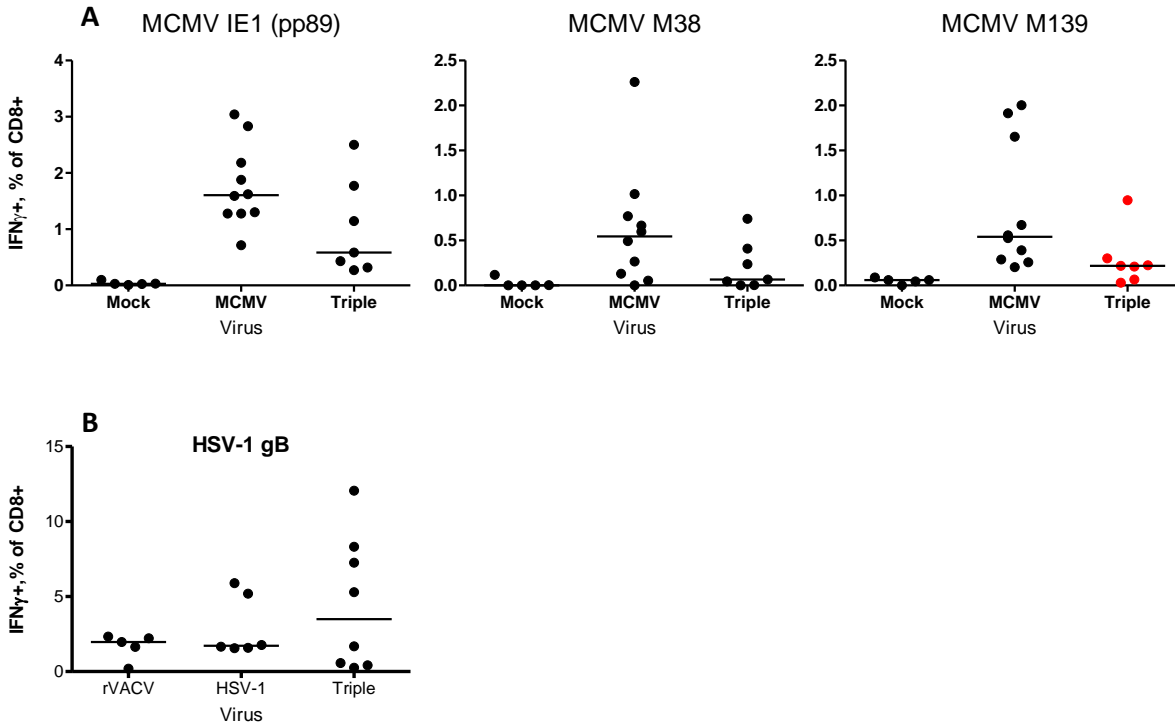 A
MCMV IE1 (pp89)
MCMV M38
MCMV M139
IFNγ+, % of CD8+
4
3
2
1
0
Mock
MCMV
Triple
Virus
2.5
2.0
1.5
1.0
0.5
0.0
Mock
MCMV
Triple
Virus
2.5
2.0
1.5
1.0
0.5
0.0
Mock
MCMV
Triple
Virus
B
HSV-1 gB
IFNγ+,% of CD8+
15
10
5
0
rVACV
HSV-1
Triple
Virus